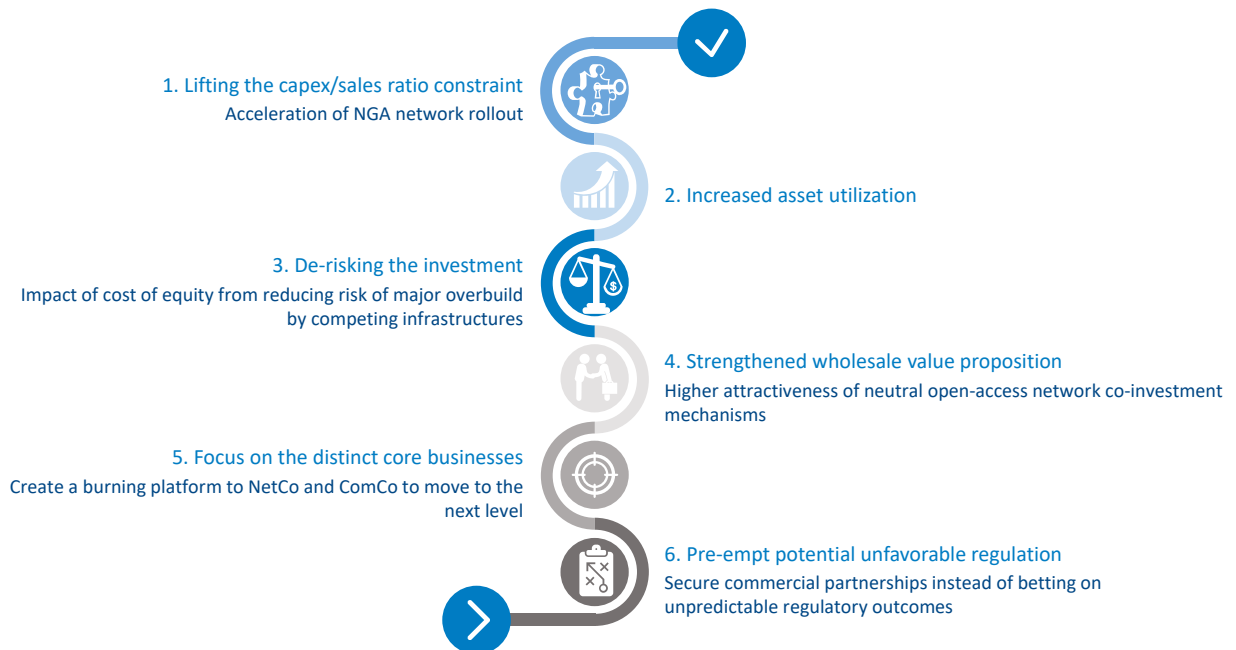 1. Lifting the capex/sales ratio constraint
Acceleration of NGA network rollout
2. Increased asset utilization
3. De-risking the investment
Impact of cost of equity from reducing risk of major overbuild
by competing infrastructures
$
4. Strengthened wholesale value proposition
Higher attractiveness of neutral open-access network co-investment
mechanisms
5. Focus on the distinct core businesses
Create a burning platform to NetCo and ComCo to move to the
next level
6. Pre-empt potential unfavorable regulation
Secure commercial partnerships instead of betting on
unpredictable regulatory outcomes